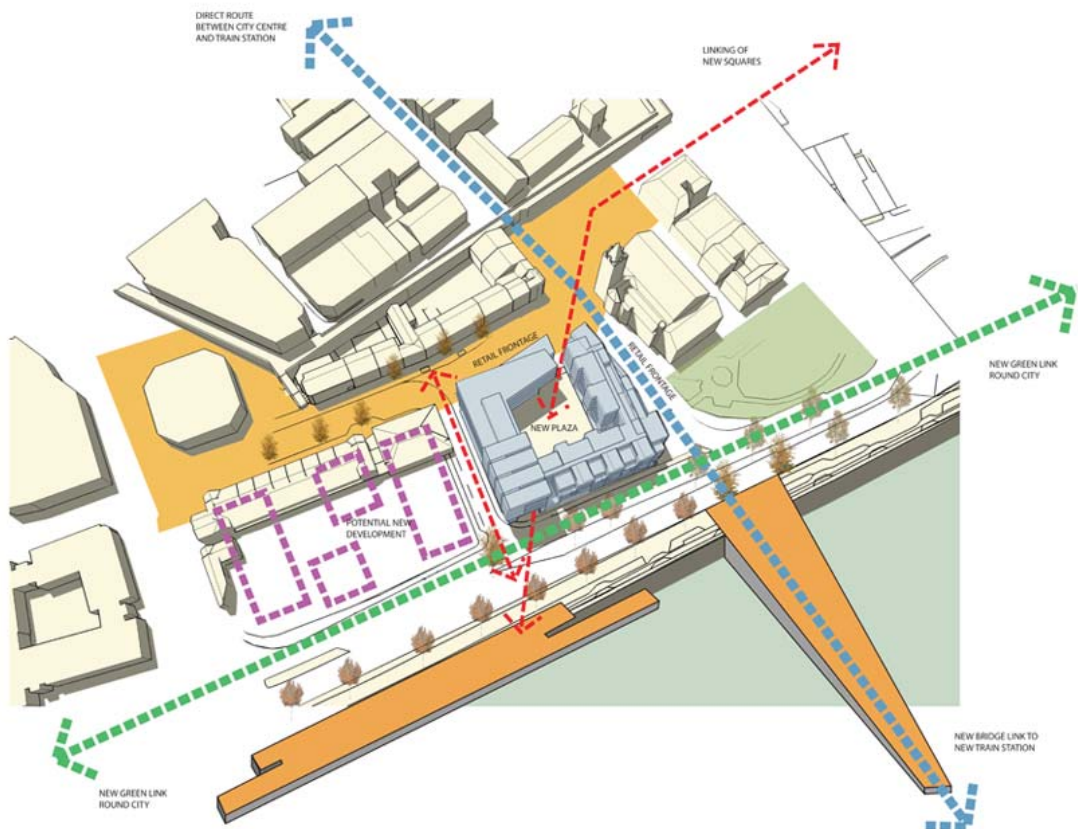 DIRECT ROUTE
BETWEEN CITY CENTRE
AND TRAIN STATION
LINKING OF
NEW SQUARES
RETAIL FRONTAGE
RETAIL FRONTAGE
NEW GREEN LINK
ROUND CITY
NEW PLAZA
POTENTIAL NEW
DEVELOPMENT
NEW BRIDGE LINK TO
NEW TRAIN STATION
NEW GREEN LINK
ROUND CITY